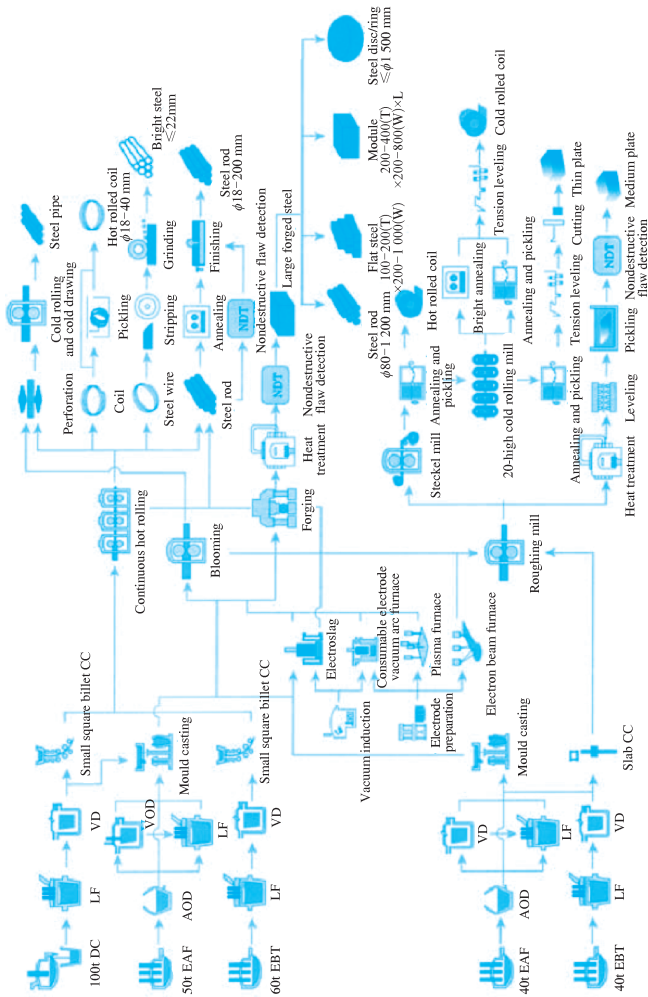 100t DC
LF
VD
Small square billet CC
50t EAF
AOD
VOD
LF
Mould casting
60t EBT
LF
VD
Small square billet CC
40t EAF
AOD
VD
LF
Mould casting
40t EBT
LF
VD
Slab CC
Vacuum induction
Electrode
preparation
Electroslag
Consumable electrode
vacuum arc furnace
Plasma furnace
Electron beam furnace
Continuous hot rolling
Blooming
Forging
Roughing mill
Perforation
Cold rolling
and cold drawing
Steel pipe
Coil
Pickling
Hot rolled coil
ϕ18−40 mm
Steel wire
Stripping
Grinding
Bright steel
≤22mm
Steel rod
Annealing
Finishing
Steel rod
ϕ18−200 mm
NDT
Nondestructive flaw detection
Heat
treatment
NDT
Nondestructive
flaw detection
Large forged steel
Steel rod
ϕ80−1 200 mm
Flat steel
100−200(T)
×200−1 000(W)
Module
200−400(T)
×200−800(W)×L
Steel disc/ring
≤ϕ1 500 mm
Steckel mill
Annealing and
pickling
Hot rolled coil
20-high cold rolling mill
Bright annealing
Annealing and pickling
Tension leveling
Cold rolled coil
Annealing and pickling
Tension leveling
Cutting
Thin plate
Heat treatment
Leveling
Pickling
NDT
Nondestructive
flaw detection
Medium plate